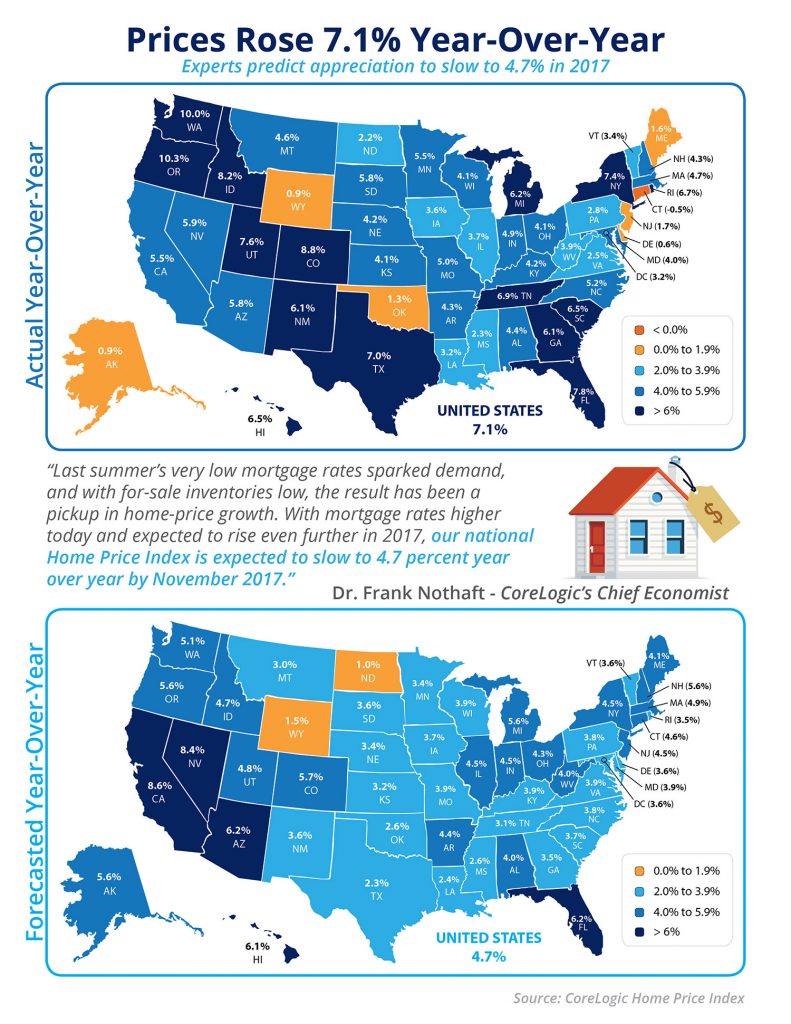 Prices Rose 7.1% Year-Over-Year
Experts predict appreciation to slow to 4.7% in 2017
Actual Year-Over-Year
10.0%
WA
10.3%
OR
8.2%
ID
4.6%
MT
0.9%
WY
2.2%
ND
5.8%
SD
4.2%
NE
4.1%
KS
1.3%
OK
7.0%
TX
5.5%
CA
5.9%
NV
7.6%
UT
8.8%
CO
5.8%
AZ
6.1%
NM
5.5%
MN
3.6%
IA
5.0%
MO
4.3%
AR
3.2%
LA
4.1%
WI
3.7%
IL
6.2%
MI
4.9%
IN
4.1%
OH
4.2%
KY
6.9% TN
2.3%
MS
4.4%
AL
6.1%
GA
7.8%
FL
6.5%
SC
5.2%
NC
2.5%
VA
3.9%
WV
2.8%
PA
7.4%
NY
1.6%
ME
VT (3.4%)
NH (4.3%)
MA (4.7%)
RI (6.7%)
CT (-0.5%)
NJ (1.7%)
DE (0.6%)
MD (4.0%)
DC (3.2%)
0.9%
AK
6.5%
HI
UNITED STATES
7.1%
< 0.0%
0.0% to 1.9%
2.0% to 3.9%
4.0% to 5.9%
> 6%
“Last summer’s very low mortgage rates sparked demand,
and with for-sale inventories low, the result has been a
pickup in home-price growth. With mortgage rates higher
today and expected to rise even further in 2017, our national
Home Price Index is expected to slow to 4.7 percent year
over year by November 2017.”
$
1
Dr. Frank Nothaft - CoreLogic’s Chief Economist
Forecasted Year-Over-Year
5.1%
WA
5.6%
OR
4.7%
ID
3.0%
MT
1.5%
WY
1.0%
ND
3.6%
SD
3.4%
NE
3.2%
KS
2.6%
OK
2.3%
TX
8.6%
CA
8.4%
NV
4.8%
UT
5.7%
CO
6.2%
AZ
3.6%
NM
3.4%
MN
3.7%
IA
3.9%
MO
4.4%
AR
2.4%
LA
3.9%
WI
4.5%
IL
5.6%
MI
4.5%
IN
4.3%
OH
3.9%
KY
3.1% TN
2.6%
MS
4.0%
AL
3.5%
GA
6.2%
FL
3.7%
SC
3.8%
NC
3.9%
VA
4.0%
WV
3.8%
PA
4.5%
NY
4.1%
ME
VT (3.6%)
NH (5.6%)
MA (4.9%)
RI (3.5%)
CT (4.6%)
NJ (4.5%)
DE (3.6%)
MD (3.9%)
DC (3.6%)
5.6%
AK
6.1%
HI
UNITED STATES
4.7%
0.0% to 1.9%
2.0% to 3.9%
4.0% to 5.9%
> 6%
Source: CoreLogic Home Price Index